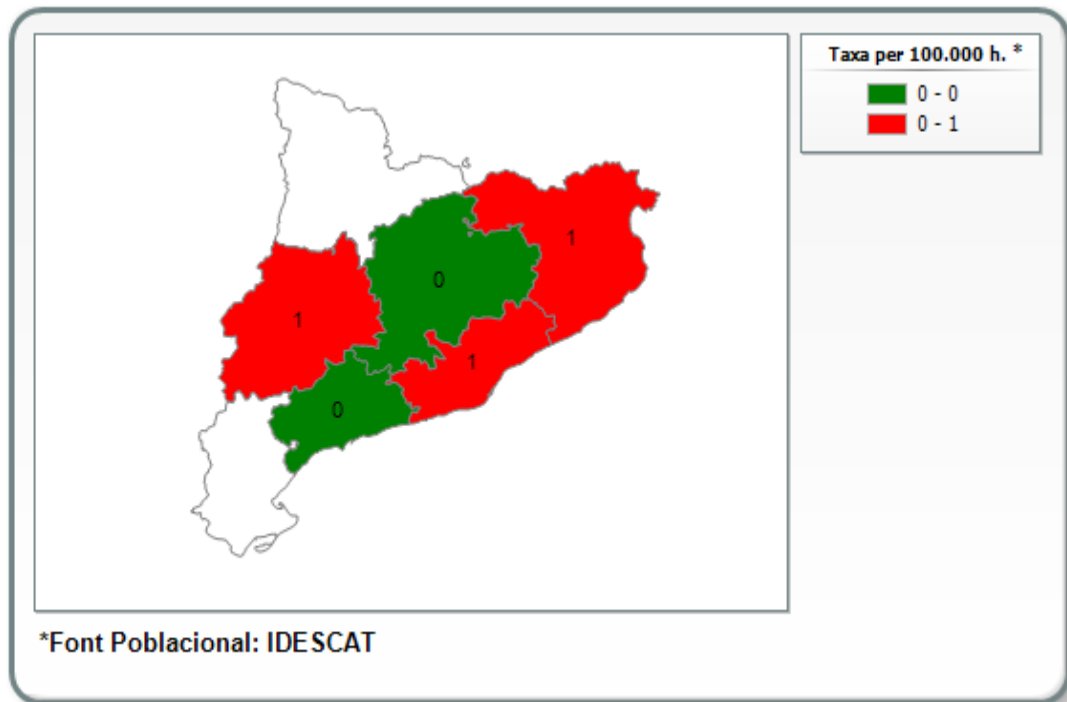 Taxa per 100.000 h. *
0 - 0
0 - 1
1
0
1
1
0
*Font Poblacional: IDESCAT